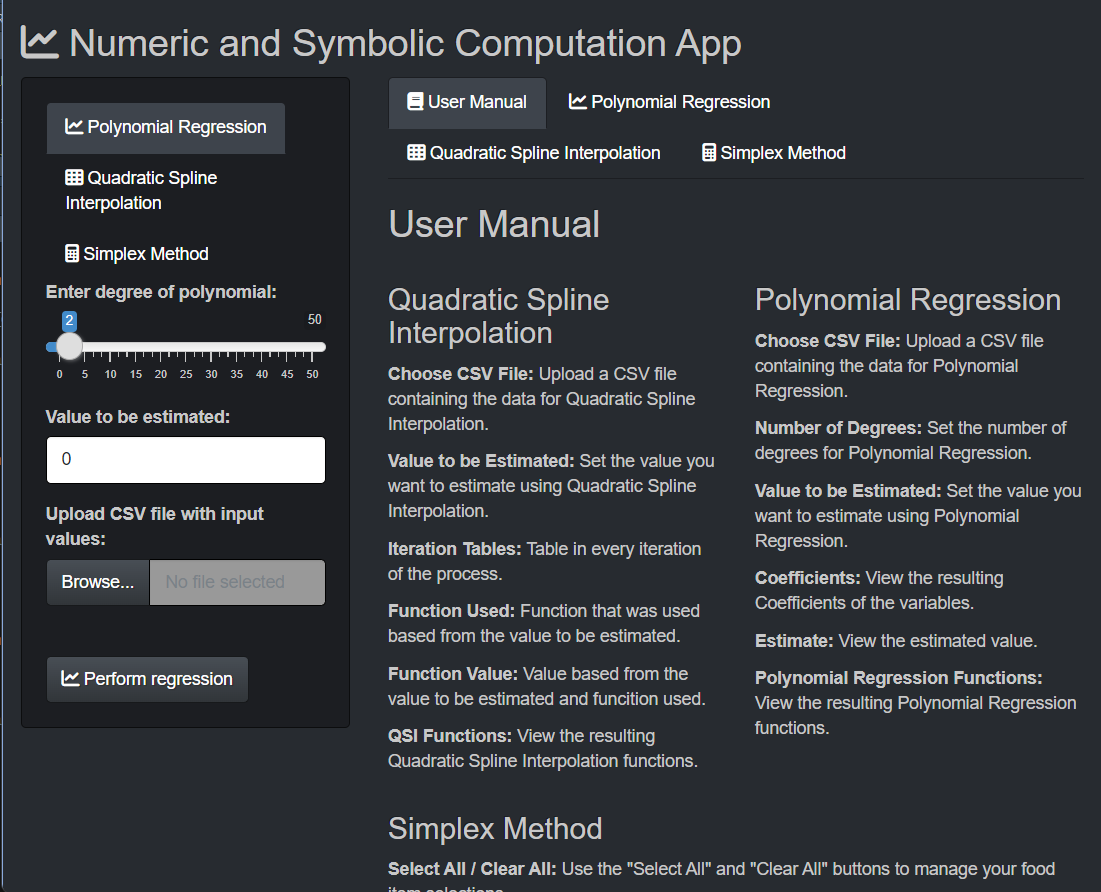 Numeric and Symbolic Computation App
Polynomial Regression
Quadratic Spline
Interpolation
Simplex Method
Enter degree of polynomial:
2
50
0 5 10 15 20 25 30 35 40 45 50
Value to be estimated:
0
Upload CSV file with input
values:
Browse... No file selected
Perform regression
User Manual Polynomial Regression
Quadratic Spline Interpolation Simplex Method
User Manual
Quadratic Spline
Interpolation
Choose CSV File: Upload a CSV file
containing the data for Quadratic Spline
Interpolation.
Value to be Estimated: Set the value you
want to estimate using Quadratic Spline
Interpolation.
Iteration Tables: Table in every iteration
of the process.
Function Used: Function that was used
based from the value to be estimated.
Function Value: Value based from the
value to be estimated and funcition used.
QSI Functions: View the resulting
Quadratic Spline Interpolation functions.
Polynomial Regression
Choose CSV File: Upload a CSV file
containing the data for Polynomial
Regression.
Number of Degrees: Set the number of
degrees for Polynomial Regression.
Value to be Estimated: Set the value you
want to estimate using Polynomial
Regression.
Coefficients: View the resulting
Coefficients of the variables.
Estimate: View the estimated value.
Polynomial Regression Functions:
View the resulting Polynomial Regression
functions.
Simplex Method
Select All / Clear All: Use the "Select All" and "Clear All" buttons to manage your food
item selections.